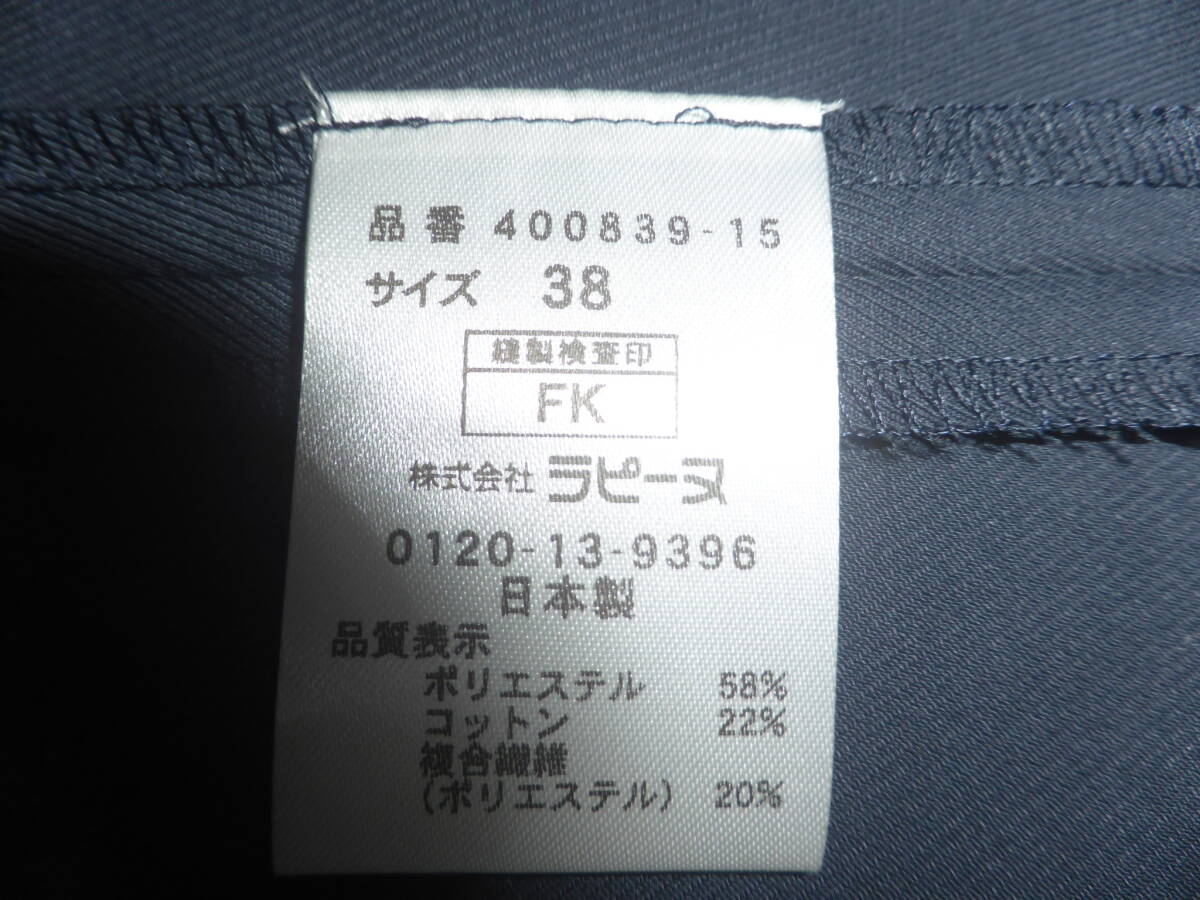 品番 400839-15
サイズ 38
縫製検査印
FK
株式会社 ラピーヌ
0120-13-9396
日本製
品質表示
ポリエステル 58%
コットン 22%
複合繊維
(ポリエステル) 20%